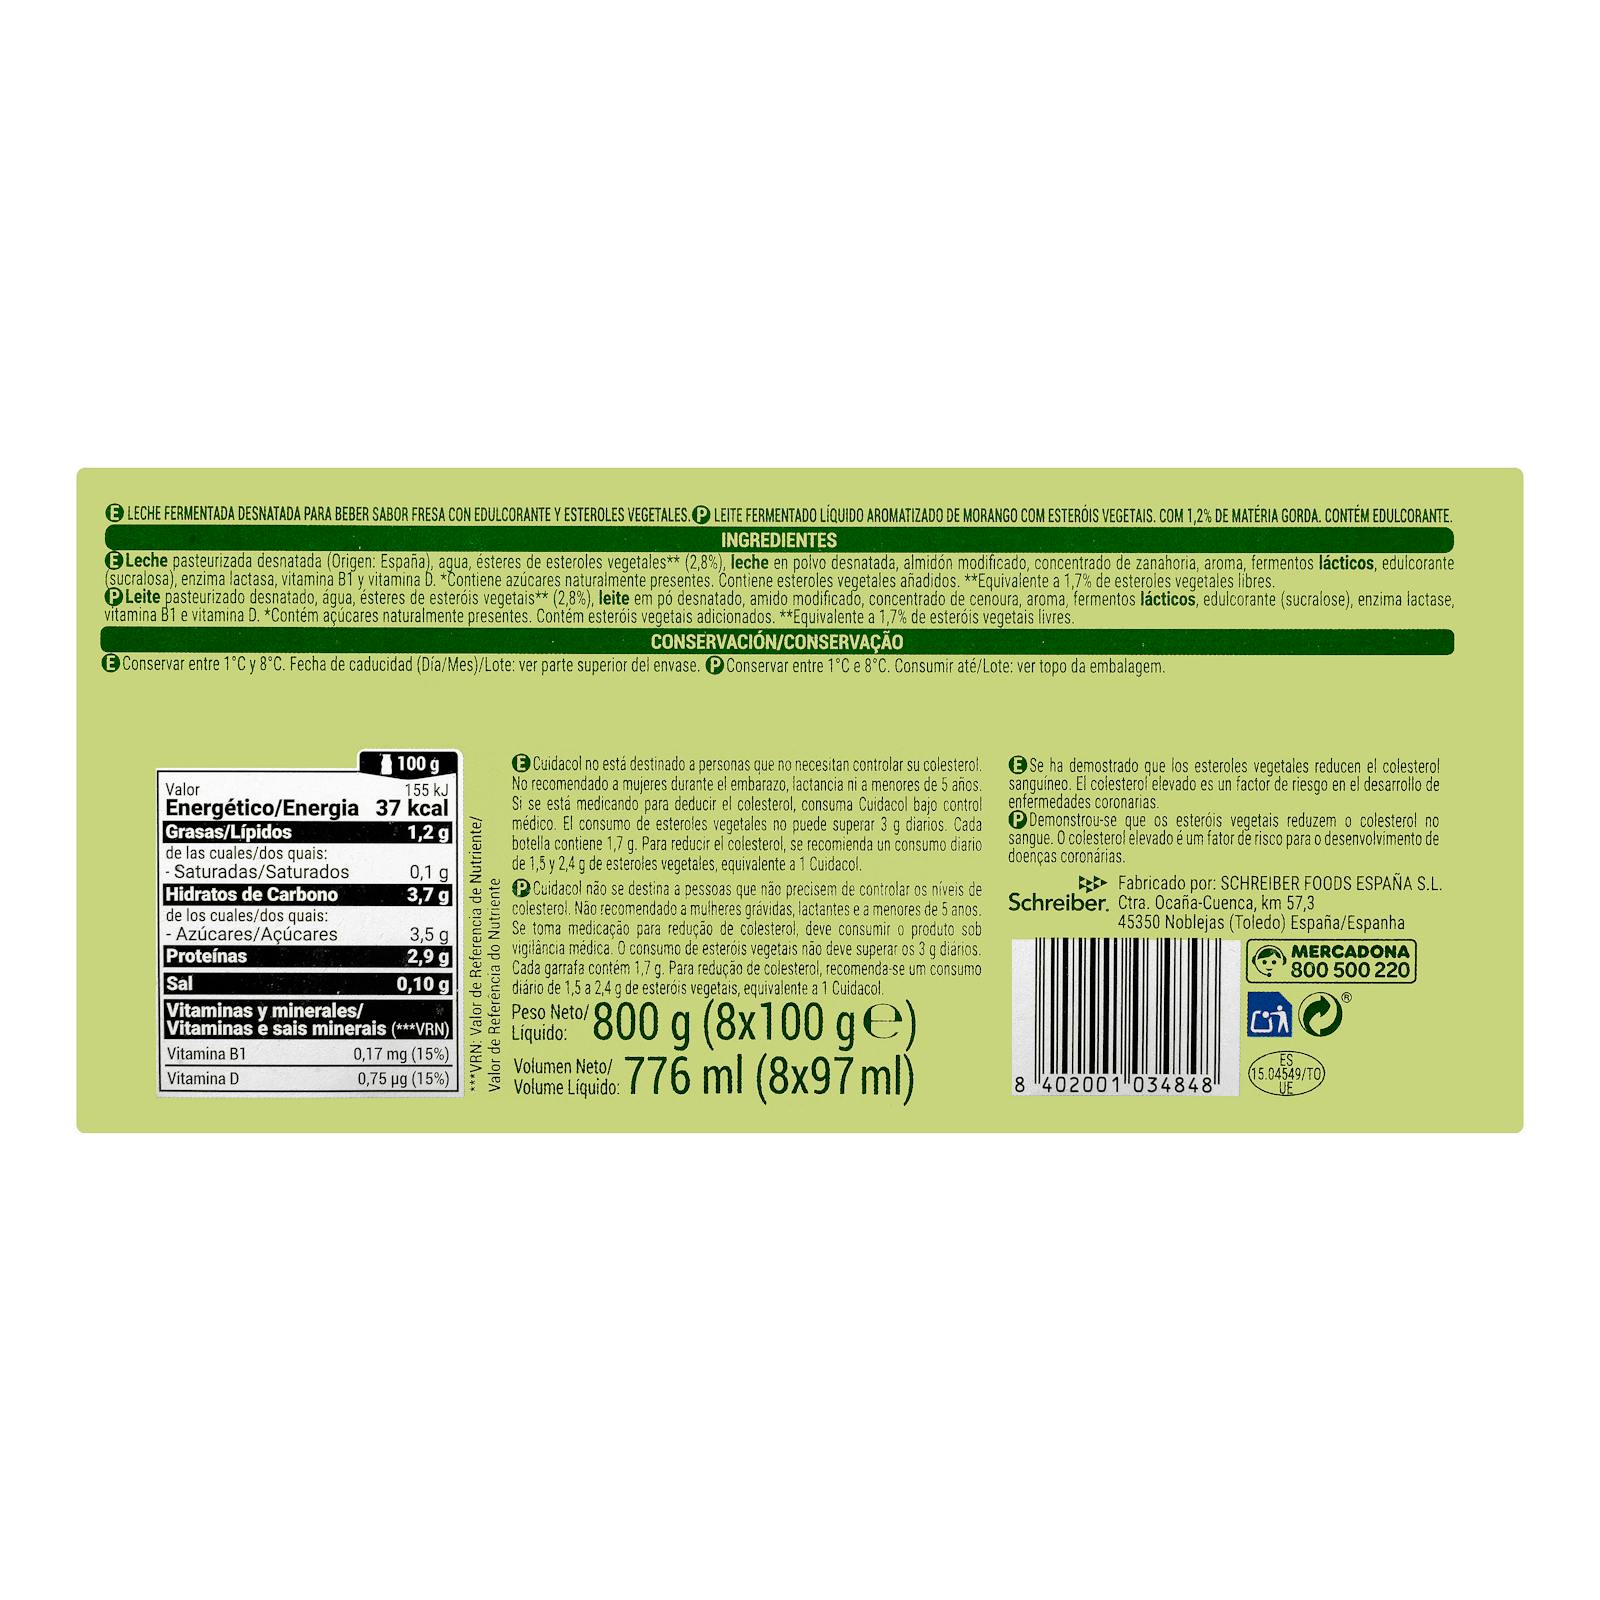 E LECHE FERMENTADA DESNATADA PARA BEBER SABOR FRESA CON EDULCORANTE Y ESTEROLES VEGETALES. P LEITE FERMENTADO LÍQUIDO AROMATIZADO DE MORANGO COM ESTERÓIS VEGETAIS. COM 1,2% DE MATÉRIA GORDA. CONTÉM EDULCORANTE.
INGREDIENTES
E Leche pasteurizada desnatada (Origen: España), agua, ésteres de esteroles vegetales** (2,8%), leche en polvo desnatada, almidón modificado, concentrado de zanahoria, aroma, fermentos lácticos, edulcorante
(sucralosa), enzima lactasa, vitamina B1 y vitamina D. *Contiene azúcares naturalmente presentes. Contiene esteroles vegetales añadidos. **Equivalente a 1,7% de esteroles vegetales libres.
P Leite pasteurizado desnatado, água, ésteres de esteróis vegetais** (2,8%), leite em pó desnatado, amido modificado, concentrado de cenoura, aroma, fermentos lácticos, edulcorante (sucralose), enzima lactase,
vitamina B1 e vitamina D. *Contém açúcares naturalmente presentes. Contém esteróis vegetais adicionados. **Equivalente a 1,7% de esteróis vegetais livres.
CONSERVACIÓN/CONSERVAÇÃO
E Conservar entre 1°C y 8°C. Fecha de caducidad (Día/Mes)/Lote: ver parte superior del envase. P Conservar entre 1°C e 8°C. Consumir até/Lote: ver topo da embalagem.
100 g
Valor 155 kJ
Energético/Energia 37 kcal
Grasas/Lípidos 1,2 g
de las cuales/dos quais:
- Saturadas/Saturados 0,1 g
Hidratos de Carbono 3,7 g
de los cuales/dos quais:
- Azúcares/Açúcares 3,5 g
Proteínas 2,9 g
Sal 0,10 g
Vitaminas y minerales/
Vitaminas e sais minerais (***VRN)
Vitamina B1 0,17 mg (15%)
Vitamina D 0,75 µg (15%)
***VRN: Valor de Referencia de Nutriente/
Valor de Referência do Nutriente
E Cuidacol no está destinado a personas que no necesitan controlar su colesterol.
No recomendado a mujeres durante el embarazo, lactancia ni a menores de 5 años.
Si se está medicando para deducir el colesterol, consuma Cuidacol bajo control
médico. El consumo de esteroles vegetales no puede superar 3 g diarios. Cada
botella contiene 1,7 g. Para reducir el colesterol, se recomienda un consumo diario
de 1,5 y 2,4 g de esteroles vegetales, equivalente a 1 Cuidacol.
P Cuidacol não se destina a pessoas que não precisem de controlar os níveis de
colesterol. Não recomendado a mulheres grávidas, lactantes e a menores de 5 anos.
Se toma medicação para redução de colesterol, deve consumir o produto sob
vigilância médica. O consumo de esteróis vegetais não deve superar os 3 g diários.
Cada garrafa contém 1,7 g. Para redução de colesterol, recomenda-se um consumo
diário de 1,5 a 2,4 g de esteróis vegetais, equivalente a 1 Cuidacol.
Peso Neto/
Líquido: 800 g (8x100 g ℮)
Volumen Neto/
Volume Líquido: 776 ml (8x97 ml)
E Se ha demostrado que los esteroles vegetales reducen el colesterol
sanguíneo. El colesterol elevado es un factor de riesgo en el desarrollo de
enfermedades coronarias.
P Demonstrou-se que os esteróis vegetais reduzem o colesterol no
sangue. O colesterol elevado é um fator de risco para o desenvolvimento de
doenças coronárias.
Schreiber.
Fabricado por: SCHREIBER FOODS ESPAÑA S.L.
Ctra. Ocaña-Cuenca, km 57,3
45350 Noblejas (Toledo) España/Espanha
8 402001 034848
MERCADONA
800 500 220
®
ES
15.04549/TO
UE